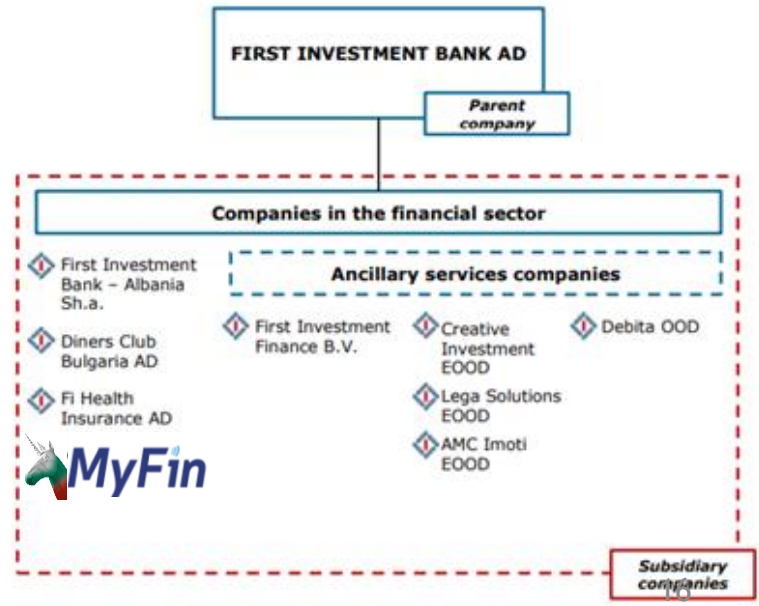 FIRST INVESTMENT BANK AD
Parent
company
Companies in the financial sector
First Investment
Bank – Albania
Sh.a.
Diners Club
Bulgaria AD
Fi Health
Insurance AD
MyFin
Ancillary services companies
First Investment
Finance B.V.
Creative
Investment
EOOD
Lega Solutions
EOOD
AMC Imoti
EOOD
Debita OOD
Subsidiary
companies
16